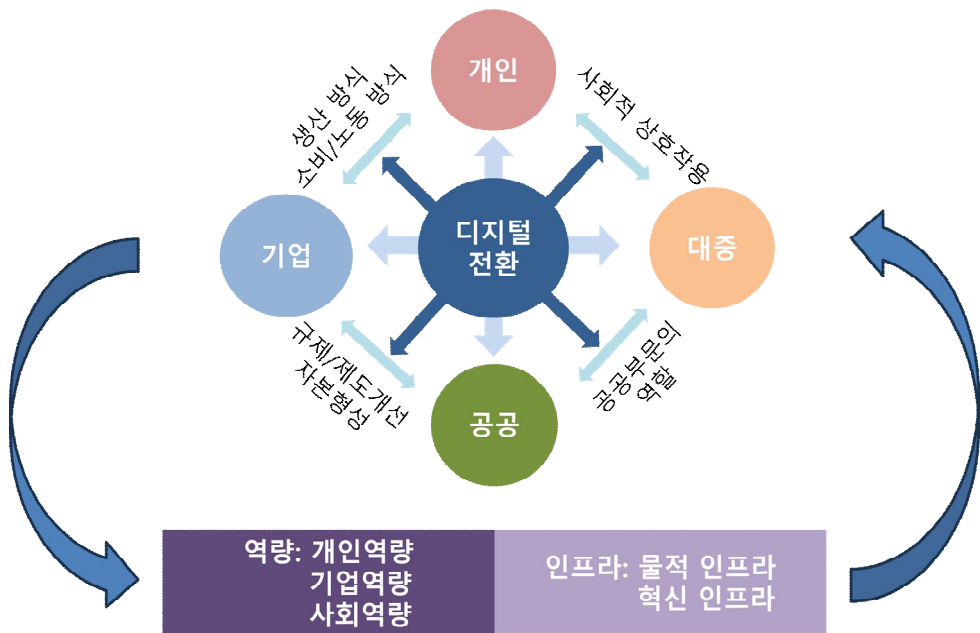 개인
생산 방식
소비/노동 방식
사회적 상호작용
기업
디지털
전환
대중
규제/제도개선
자본형성
공공부문의
역할
공공
역량: 개인역량
기업역량
사회역량
인프라: 물적 인프라
혁신 인프라